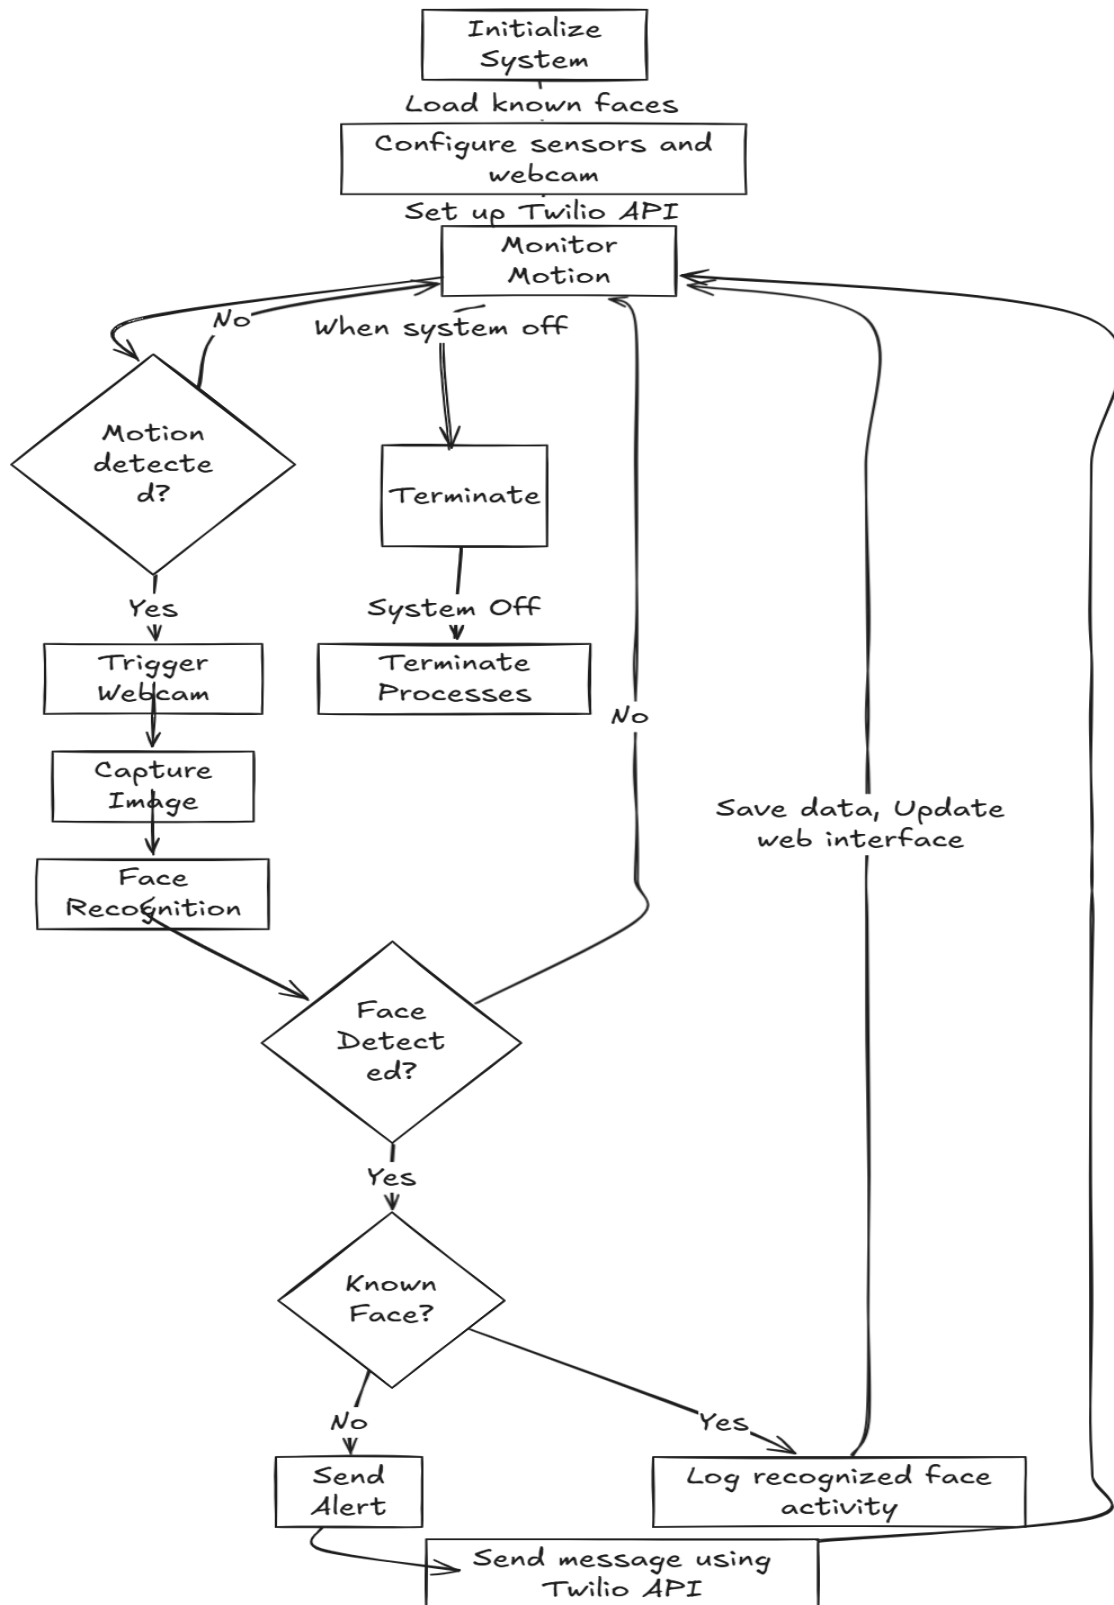 Initialize
System
Load known faces
Configure sensors and
webcam
Set up Twilio API
Monitor
Motion
No
When system off
Motion
detecte
d?
Terminate
Yes
System Off
Trigger
Webcam
Terminate
Processes
No
Capture
Image
Save data, Update
web interface
Face
Recognition
Face
Detect
ed?
Yes
Known
Face?
No
Yes
Send
Alert
Log recognized face
activity
Send message using
Twilio API